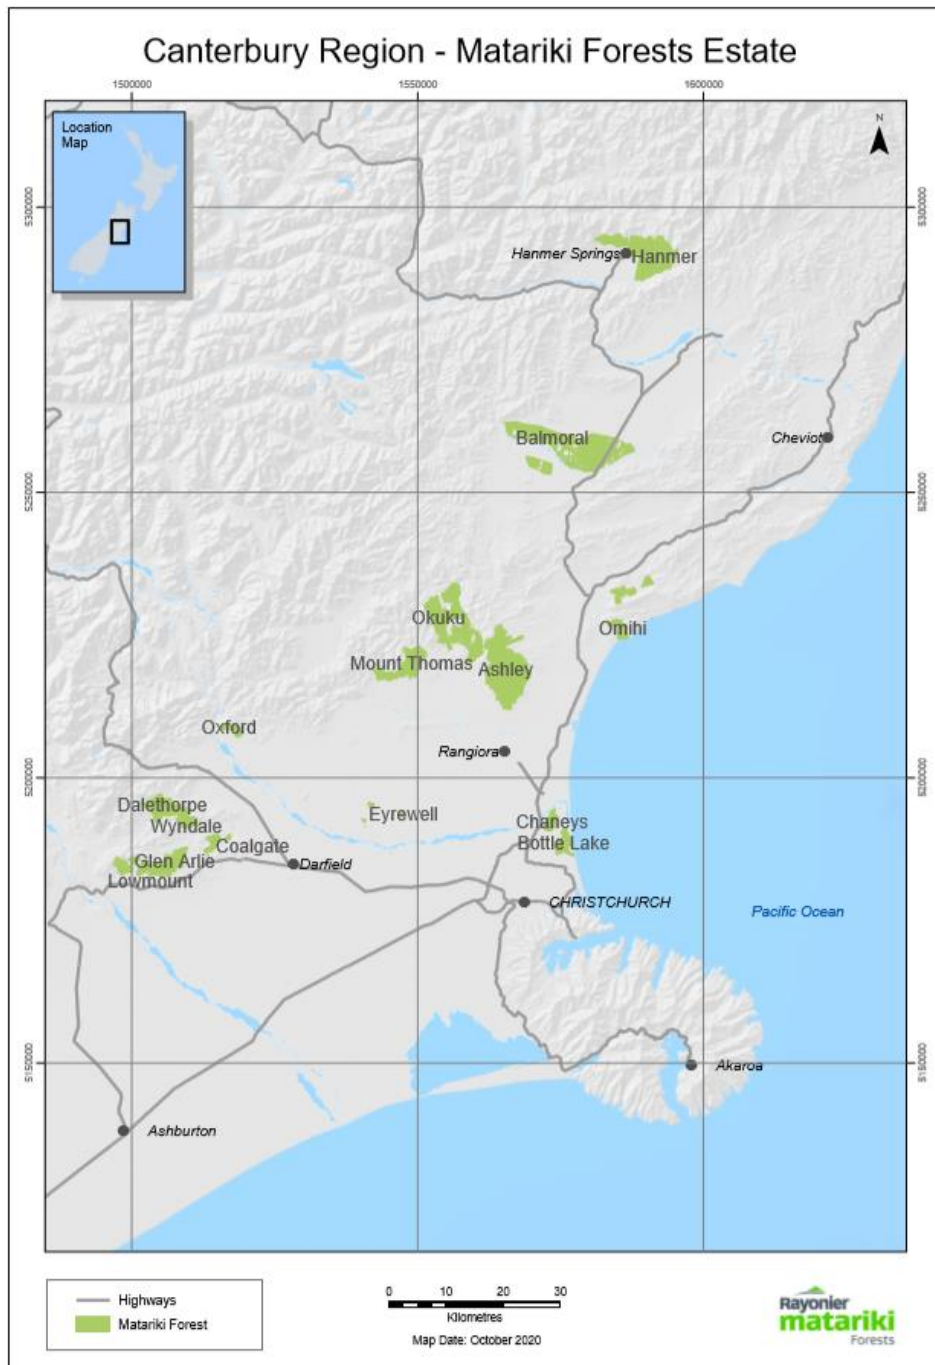 Canterbury Region - Matariki Forests Estate
1500000
1550000
1600000
Location
Map
N
5300000
5300000
Hanmer Springs
Hanmer
Balmoral
Cheviot
5250000
5250000
Okuku
Omihi
Mount Thomas
Ashley
Oxford
Rangiora
5200000
5200000
Dalethorpe
Wyndale
Eyrewell
Chaneys
Bottle Lake
Coalgate
Glen Arlie
Darfield
Lowmount
CHRISTCHURCH
Pacific Ocean
5150000
5150000
Akaroa
Ashburton
Highways
Matariki Forest
0 10 20 30
Kilometres
Map Date: October 2020
Rayonier
matariki
Forests